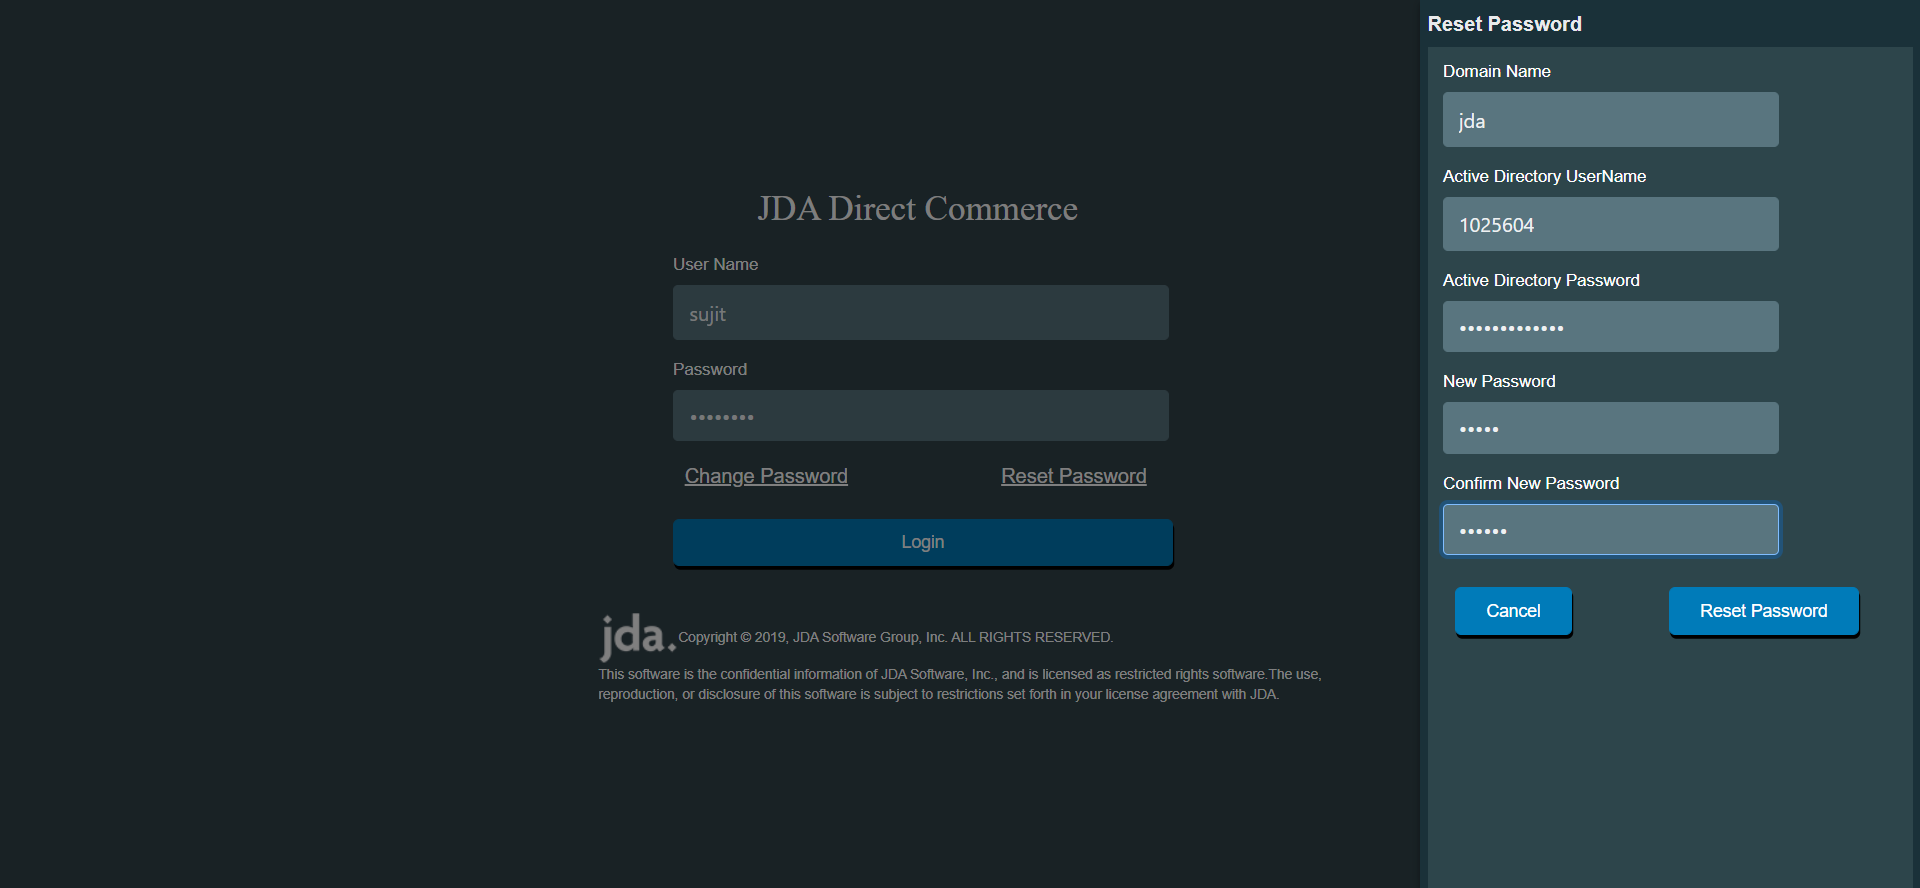 JDA Direct Commerce
User Name
sujit
Password
••••••••
Change Password
Reset Password
Login
jda.
Copyright © 2019, JDA Software Group, Inc. ALL RIGHTS RESERVED.
This software is the confidential information of JDA Software, Inc., and is licensed as restricted rights software.The use,
reproduction, or disclosure of this software is subject to restrictions set forth in your license agreement with JDA.
Reset Password
Domain Name
jda
Active Directory UserName
1025604
Active Directory Password
•••••••••••••
New Password
•••••
Confirm New Password
••••••
Cancel
Reset Password